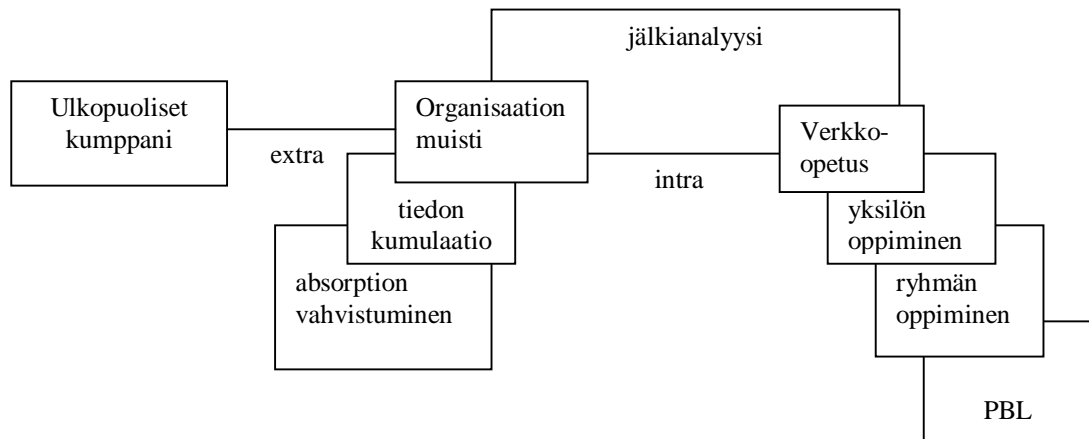 jälkianalyysi
Ulkopuoliset
kumppani
extra
Organisaation
muisti
intra
Verkko-
opetus
tiedon
kumulaatio
absorption
vahvistuminen
yksilön
oppiminen
ryhmän
oppiminen
PBL